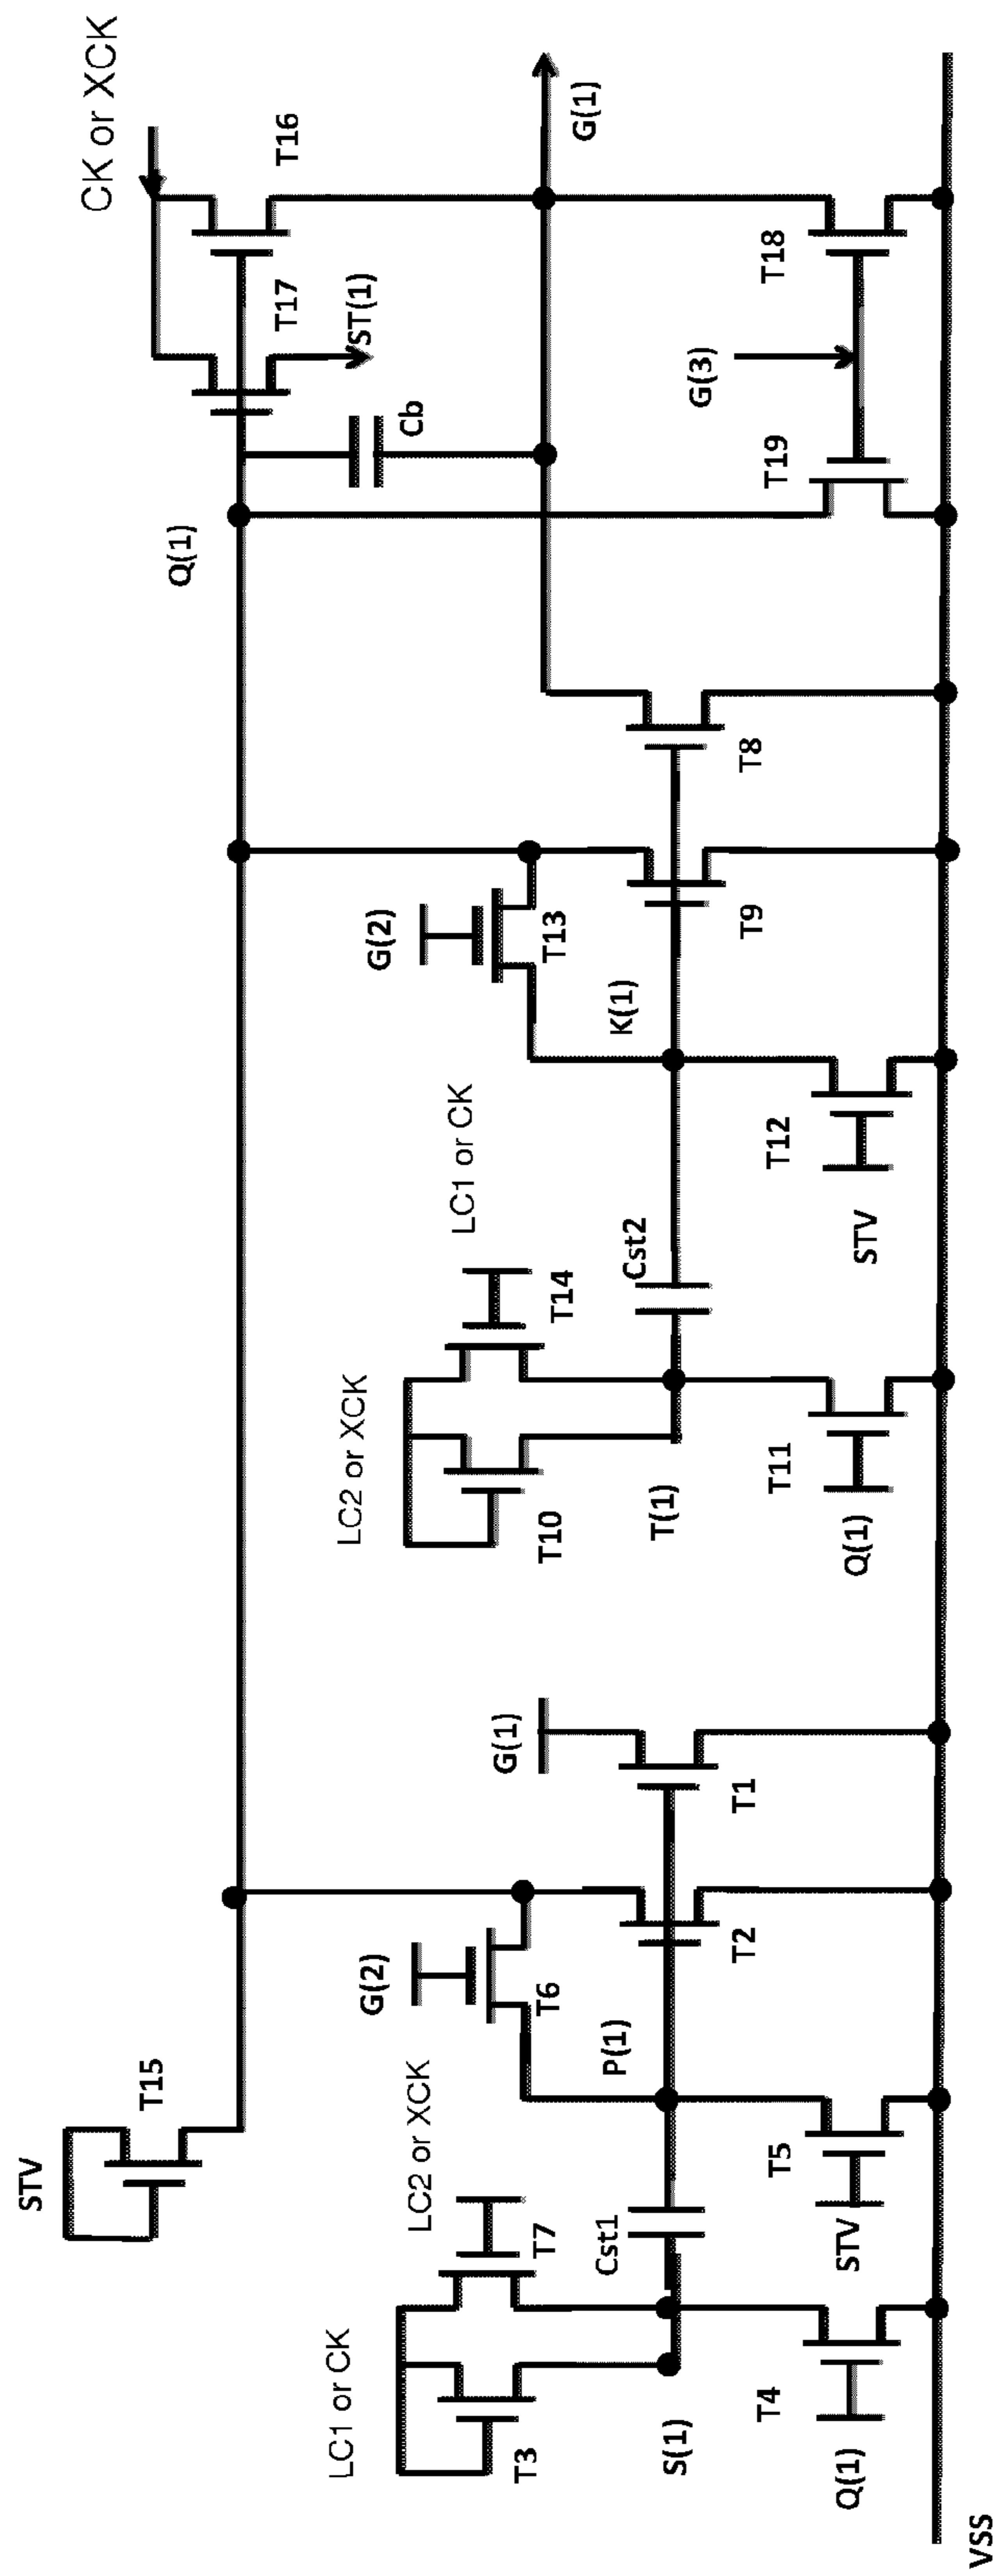 STV
T15
Q(1)
CK or XCK
T17
T16
ST(1)
Cb
G(1)
LC1 or CK
T3
T7
LC2 or XCK
G(2)
T6
G(1)
LC2 or XCK
T10
T14
LC1 or CK
G(2)
T13
S(1)
Cst1
P(1)
T2
T1
T(1)
Cst2
K(1)
T9
T8
G(3)
T4
Q(1)
T5
STV
T11
Q(1)
T12
STV
T19
T18
VSS